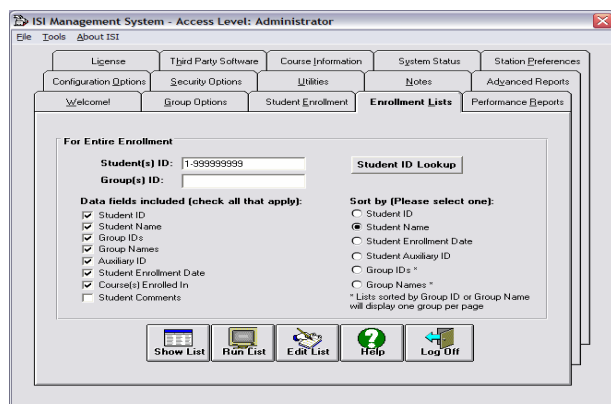 ISI Management System - Access Level: Administrator
File Tools About ISI
License Third Party Software Course Information System Status Station Preferences
Configuration Options Security Options Utilities Notes Advanced Reports
Welcome! Group Options Student Enrollment Enrollment Lists Performance Reports
For Entire Enrollment
Student(s) ID: 1-999999999 Student ID Lookup
Group(s) ID:
Data fields included (check all that apply): Sort by (Please select one):
Student ID Student ID
Student Name Student Name
Group IDs Student Enrollment Date
Group Names Student Auxiliary ID
Auxiliary ID Group IDs *
Student Enrollment Date Group Names *
Course(s) Enrolled In * Lists sorted by Group ID or Group Name
Student Comments will display one group per page
Show List Run List Edit List Help Log Off